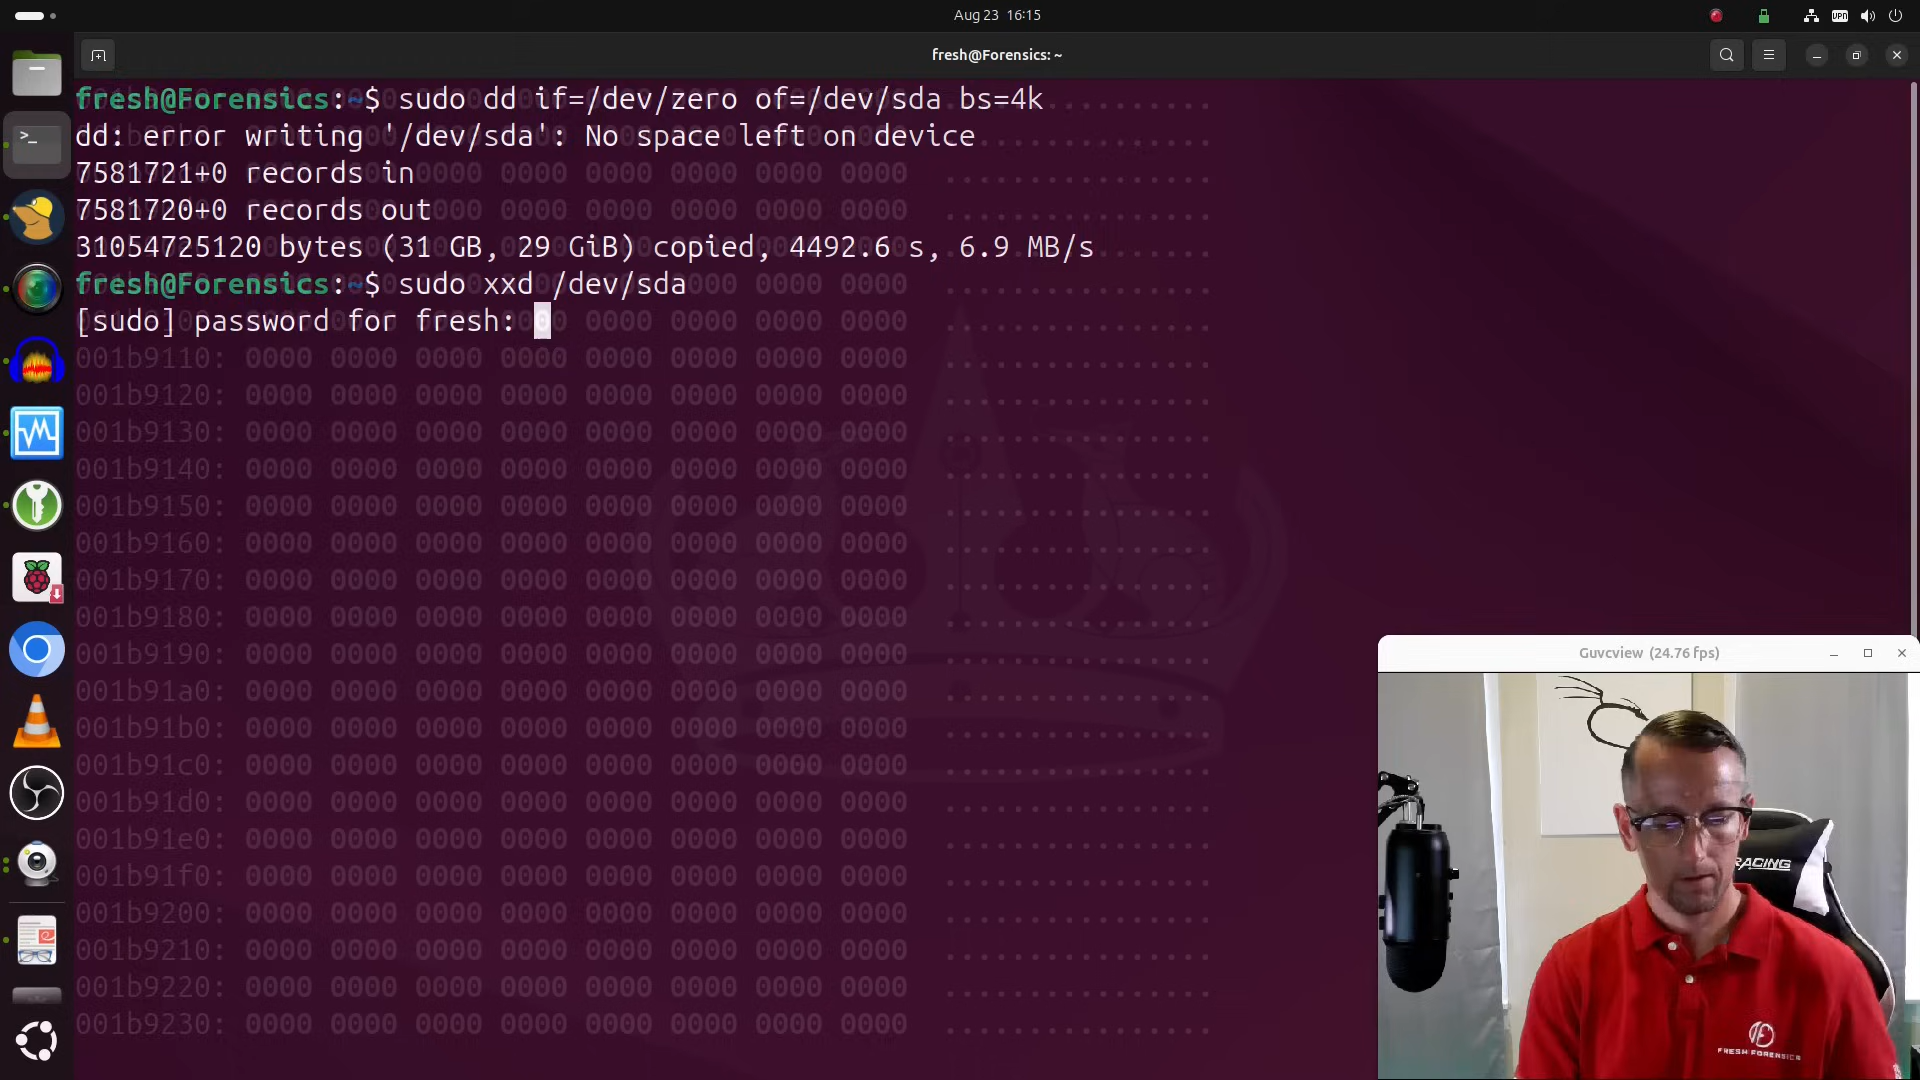 Aug 23 16:15
VPN
fresh@Forensics: ~
fresh@Forensics:~$ sudo dd if=/dev/zero of=/dev/sda bs=4k
dd: error writing '/dev/sda': No space left on device
7581721+0 records in
7581720+0 records out
31054725120 bytes (31 GB, 29 GiB) copied, 4492.6 s, 6.9 MB/s
fresh@Forensics:~$ sudo xxd /dev/sda
[sudo] password for fresh:
001b9110: 0000 0000 0000 0000 0000 0000 0000 0000  ................
001b9120: 0000 0000 0000 0000 0000 0000 0000 0000  ................
001b9130: 0000 0000 0000 0000 0000 0000 0000 0000  ................
001b9140: 0000 0000 0000 0000 0000 0000 0000 0000  ................
001b9150: 0000 0000 0000 0000 0000 0000 0000 0000  ................
001b9160: 0000 0000 0000 0000 0000 0000 0000 0000  ................
001b9170: 0000 0000 0000 0000 0000 0000 0000 0000  ................
001b9180: 0000 0000 0000 0000 0000 0000 0000 0000  ................
001b9190: 0000 0000 0000 0000 0000 0000 0000 0000  ................
001b91a0: 0000 0000 0000 0000 0000 0000 0000 0000  ................
001b91b0: 0000 0000 0000 0000 0000 0000 0000 0000  ................
001b91c0: 0000 0000 0000 0000 0000 0000 0000 0000  ................
001b91d0: 0000 0000 0000 0000 0000 0000 0000 0000  ................
001b91e0: 0000 0000 0000 0000 0000 0000 0000 0000  ................
001b91f0: 0000 0000 0000 0000 0000 0000 0000 0000  ................
001b9200: 0000 0000 0000 0000 0000 0000 0000 0000  ................
001b9210: 0000 0000 0000 0000 0000 0000 0000 0000  ................
001b9220: 0000 0000 0000 0000 0000 0000 0000 0000  ................
001b9230: 0000 0000 0000 0000 0000 0000 0000 0000  ................
Guvcview (24.76 fps)
RACING
FRESH FORENSICS